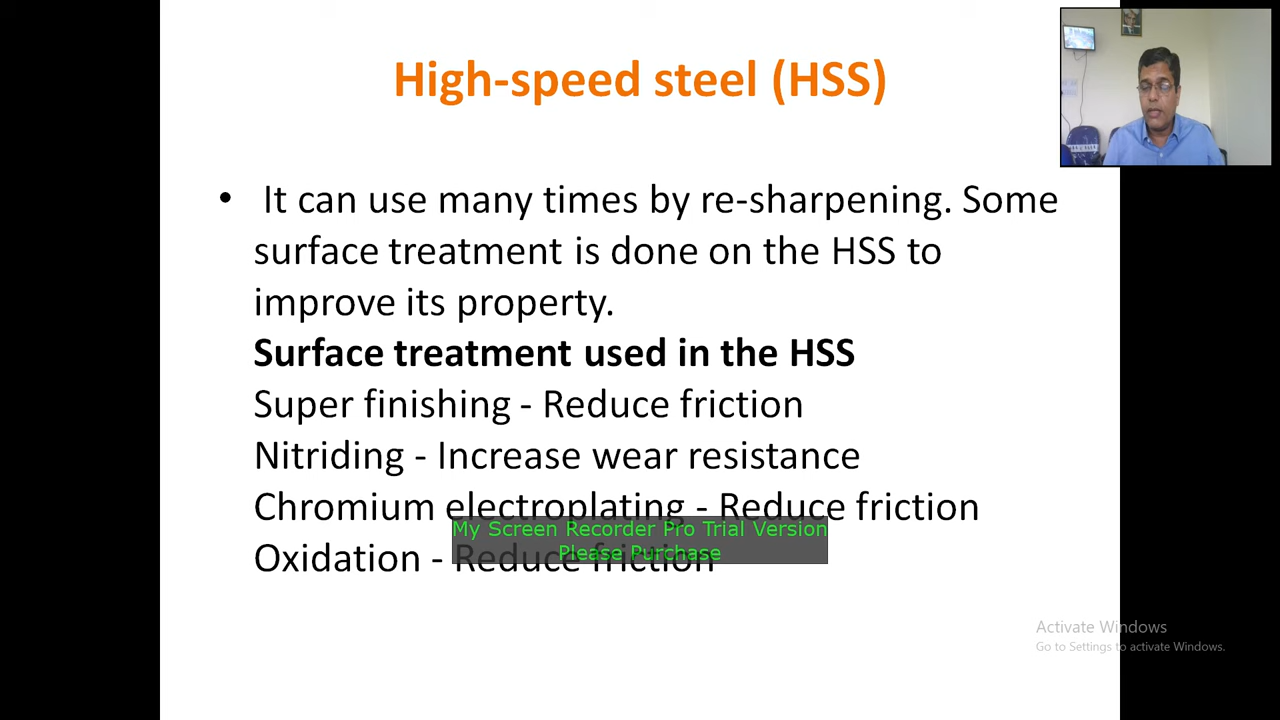 High-speed steel (HSS)
• It can use many times by re-sharpening. Some
surface treatment is done on the HSS to
improve its property.
Surface treatment used in the HSS
Super finishing - Reduce friction
Nitriding - Increase wear resistance
Chromium electroplating - Reduce friction
Oxidation - Reduce friction
My Screen Recorder Pro Trial Version
Please Purchase
Activate Windows
Go to Settings to activate Windows.